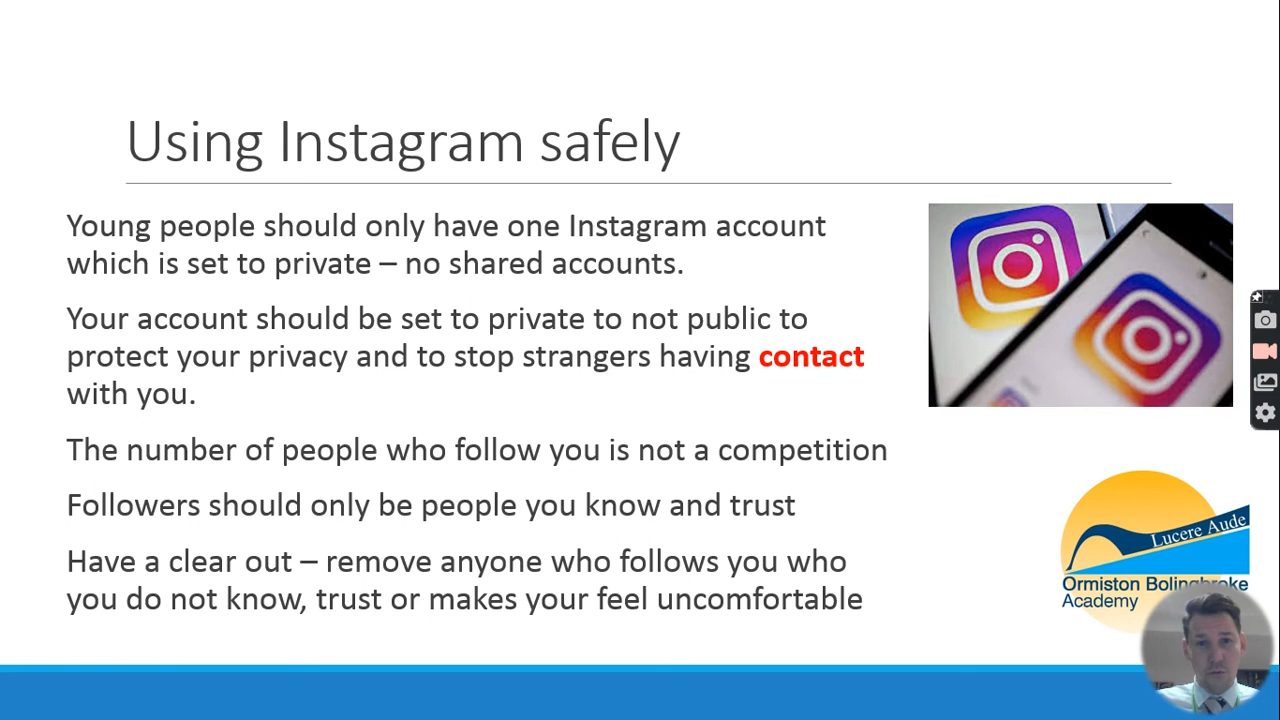 Using Instagram safely
Young people should only have one Instagram account
which is set to private – no shared accounts.
Your account should be set to private to not public to
protect your privacy and to stop strangers having contact
with you.
The number of people who follow you is not a competition
Followers should only be people you know and trust
Have a clear out – remove anyone who follows you who
you do not know, trust or makes your feel uncomfortable
Lucere Aude
Ormiston Bolingbroke
Academy